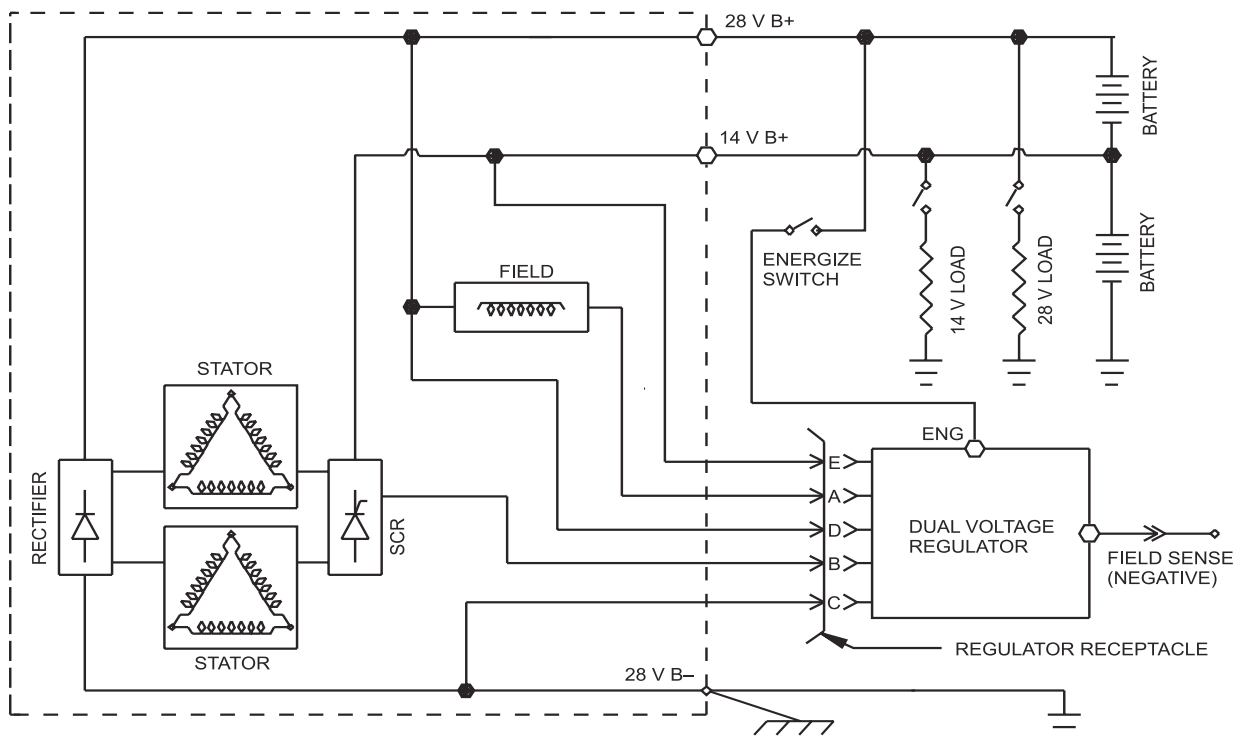 28 V B+
BATTERY
14 V B+
ENERGIZE
SWITCH
14 V LOAD
28 V LOAD
BATTERY
FIELD
STATOR
ENG
RECTIFIER
SCR
E
A
D
B
C
DUAL VOLTAGE
REGULATOR
FIELD SENSE
(NEGATIVE)
STATOR
REGULATOR RECEPTACLE
28 V B–